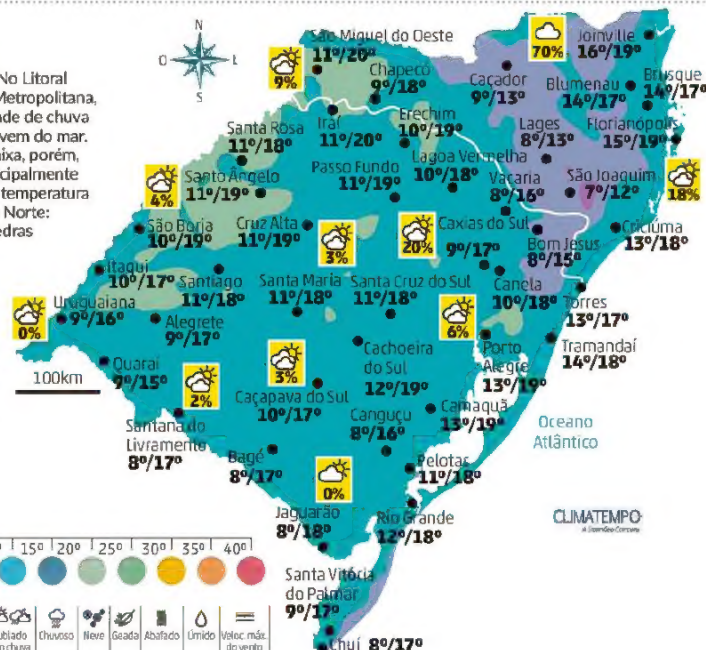 No Litoral
Metropolitana,
de de chuva
vem do mar.
aixa, porém,
cipalmente
temperatura
Norte:
edras
N
O
L
S
São Miguel do Oeste
11º/20º
9%
Chapecó
9º/18º
70%
Joinville
16º/19º
Caçador
9º/13º
Blumenau
14º/17º
Brusque
14º/17º
Iraí
11º/20º
Erechim
10º/19º
Lages
8º/13º
Florianópolis
15º/19º
Santa Rosa
11º/18º
Passo Fundo
11º/19º
Lagoa Vermelha
10º/18º
Vacaria
8º/16º
São Joaquim
7º/12º
18%
4%
Santo Ângelo
11º/19º
São Borja
10º/19º
Cruz Alta
11º/19º
3%
20%
Caxias do Sul
9º/17º
Bom Jesus
8º/15º
Criciúma
13º/18º
Itaqui
10º/17º
Santiago
11º/18º
Santa Maria
11º/18º
Santa Cruz do Sul
11º/18º
Canela
10º/18º
Torres
13º/17º
0%
Uruguaiana
9º/16º
Alegrete
9º/17º
6%
Porto
Alegre
13º/19º
Tramandaí
14º/18º
Quaraí
7º/15º
100km
2%
3%
Caçapava do Sul
10º/17º
Cachoeira
do Sul
12º/19º
Camaquã
13º/19º
Oceano
Atlântico
Santana do
Livramento
8º/17º
Bagé
8º/17º
Canguçu
8º/16º
Pelotas
11º/18º
0%
Jaguarão
8º/18º
Rio Grande
12º/18º
CLIMATEMPO
15º 20º 25º 30º 35º 40º
Santa Vitória
do Palmar
9º/17º
Chuí 8º/17º
ublado
chuva
Chuvoso
Neve
Geada
Abafado
Úmido
Veloc. máx.
do vento